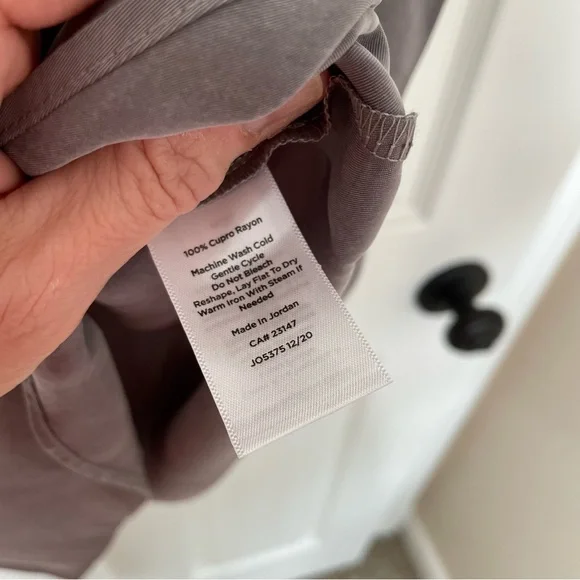 100% Cupro Rayon
Machine Wash Cold
Gentle Cycle
Do Not Bleach
Reshape, Lay Flat To Dry
Warm Iron With Steam If
Needed
Made In Jordan
CA# 23147
JO5375 12/20